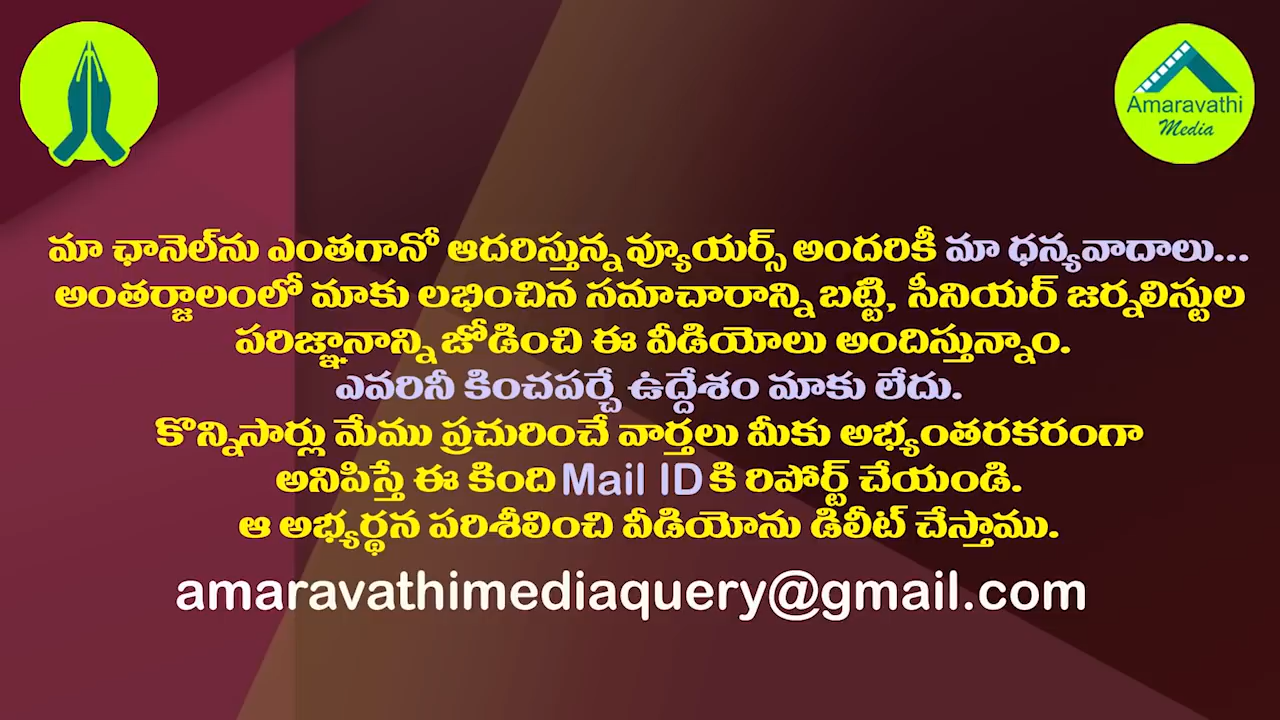 Amaravathi
Media
మా ఛానెల్‌ను ఎంతగానో ఆదరిస్తున్న వ్యూయర్స్ అందరికీ మా ధన్యవాదాలు...
అంతర్జాలంలో మాకు లభించిన సమాచారాన్ని బట్టి, సీనియర్ జర్నలిస్టుల
పరిజ్ఞానాన్ని జోడించి ఈ వీడియోలు అందిస్తున్నాం.
ఎవరినీ కించపర్చే ఉద్దేశం మాకు లేదు.
కొన్నిసార్లు మేము ప్రచురించే వార్తలు మీకు అభ్యంతరకరంగా
అనిపిస్తే ఈ కింది Mail ID కి రిపోర్ట్ చేయండి.
ఆ అభ్యర్థన పరిశీలించి వీడియోను డిలీట్ చేస్తాము.
amaravathimediaquery@gmail.com